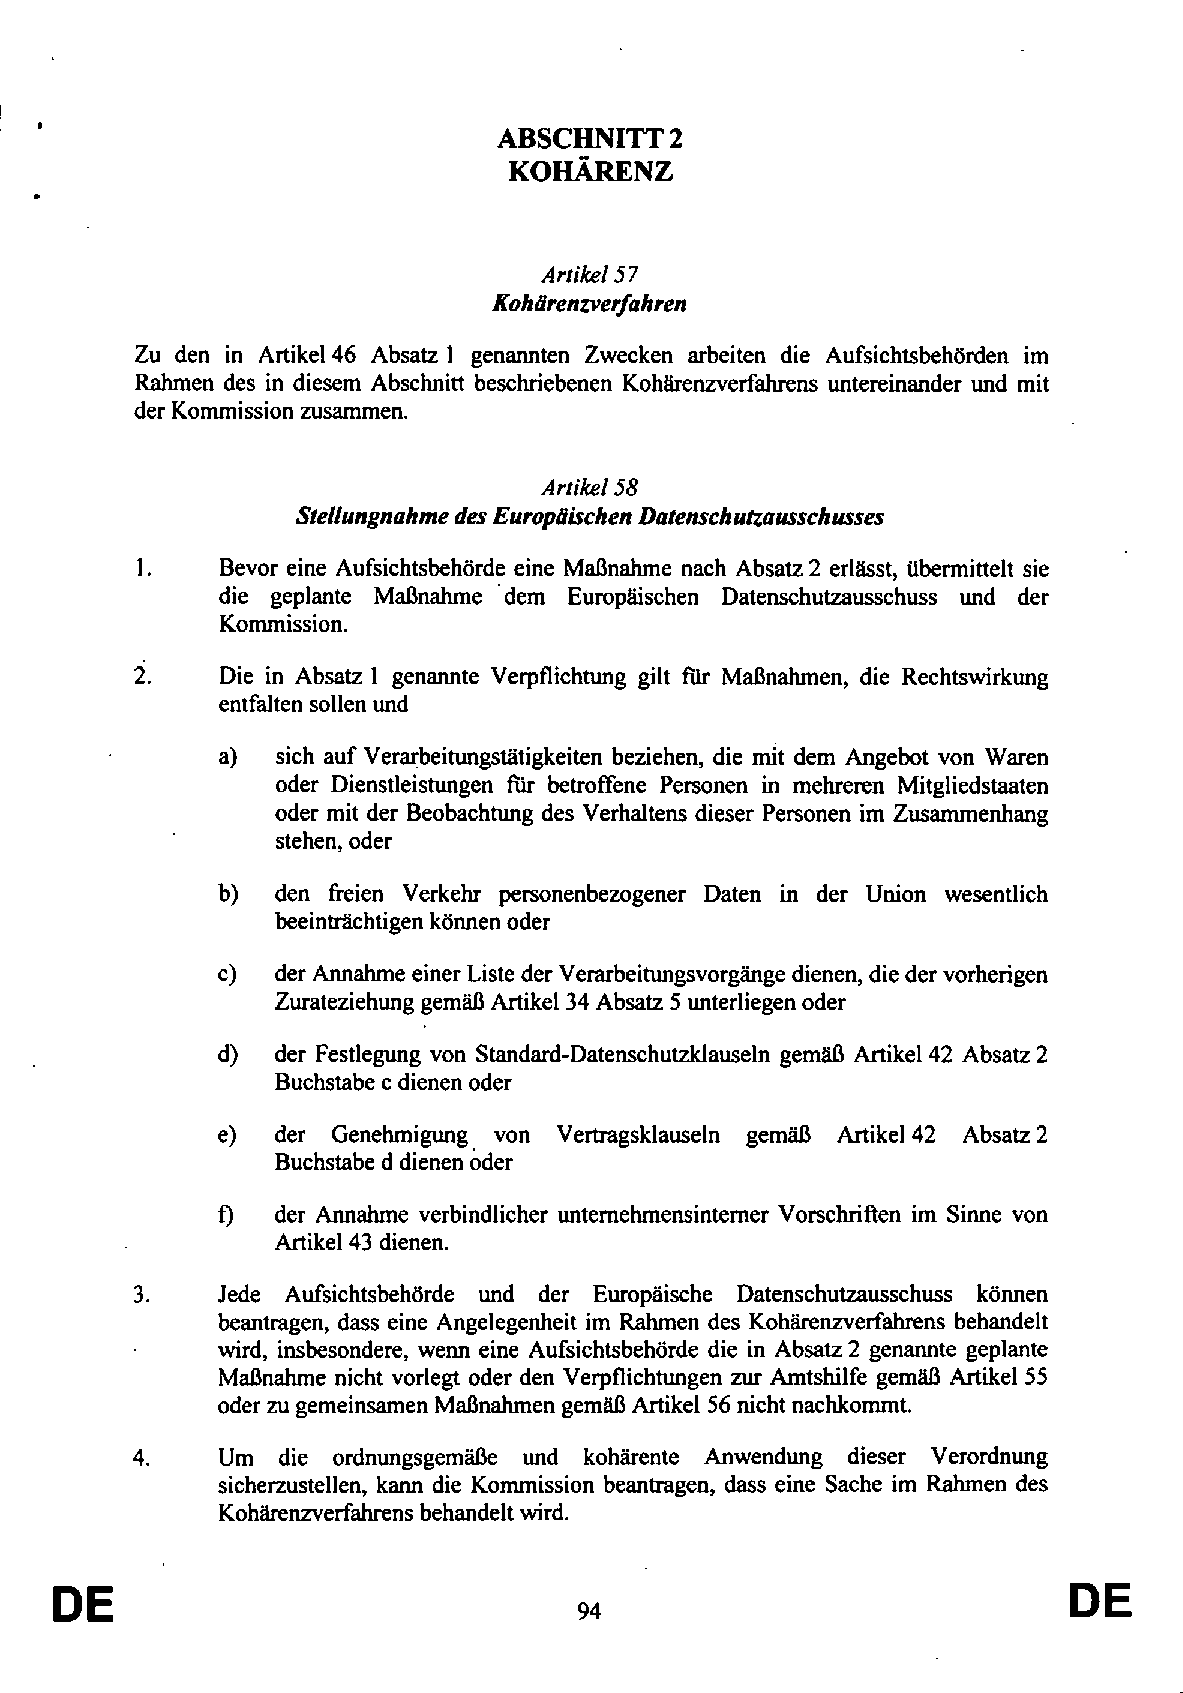 ABSCHNITT 2
KOHÄRENZ
Artikel 57
Kohärenzverfahren
Zu den in Artikel 46 Absatz 1 genannten Zwecken arbeiten die Aufsichtsbehörden im
Rahmen des in diesem Abschnitt beschriebenen Kohärenzverfahrens untereinander und mit
der Kommission zusammen.
Artikel 58
Stellungnahme des Europäischen Datenschutzausschusses
1. Bevor eine Aufsichtsbehörde eine Maßnahme nach Absatz 2 erlässt, übermittelt sie
die geplante Maßnahme dem Europäischen Datenschutzausschuss und der
Kommission.
2. Die in Absatz 1 genannte Verpflichtung gilt für Maßnahmen, die Rechtswirkung
entfalten sollen und
a) sich auf Verarbeitungstätigkeiten beziehen, die mit dem Angebot von Waren
oder Dienstleistungen für betroffene Personen in mehreren Mitgliedstaaten
oder mit der Beobachtung des Verhaltens dieser Personen im Zusammenhang
stehen, oder
b) den freien Verkehr personenbezogener Daten in der Union wesentlich
beeinträchtigen können oder
c) der Annahme einer Liste der Verarbeitungsvorgänge dienen, die der vorherigen
Zurateziehung gemäß Artikel 34 Absatz 5 unterliegen oder
d) der Festlegung von Standard-Datenschutzklauseln gemäß Artikel 42 Absatz 2
Buchstabe c dienen oder
e) der Genehmigung von Vertragsklauseln gemäß Artikel 42 Absatz 2
Buchstabe d dienen oder
f) der Annahme verbindlicher unternehmensinterner Vorschriften im Sinne von
Artikel 43 dienen.
3. Jede Aufsichtsbehörde und der Europäische Datenschutzausschuss können
beantragen, dass eine Angelegenheit im Rahmen des Kohärenzverfahrens behandelt
wird, insbesondere, wenn eine Aufsichtsbehörde die in Absatz 2 genannte geplante
Maßnahme nicht vorlegt oder den Verpflichtungen zur Amtshilfe gemäß Artikel 55
oder zu gemeinsamen Maßnahmen gemäß Artikel 56 nicht nachkommt.
4. Um die ordnungsgemäße und kohärente Anwendung dieser Verordnung
sicherzustellen, kann die Kommission beantragen, dass eine Sache im Rahmen des
Kohärenzverfahrens behandelt wird.
DE 94 DE